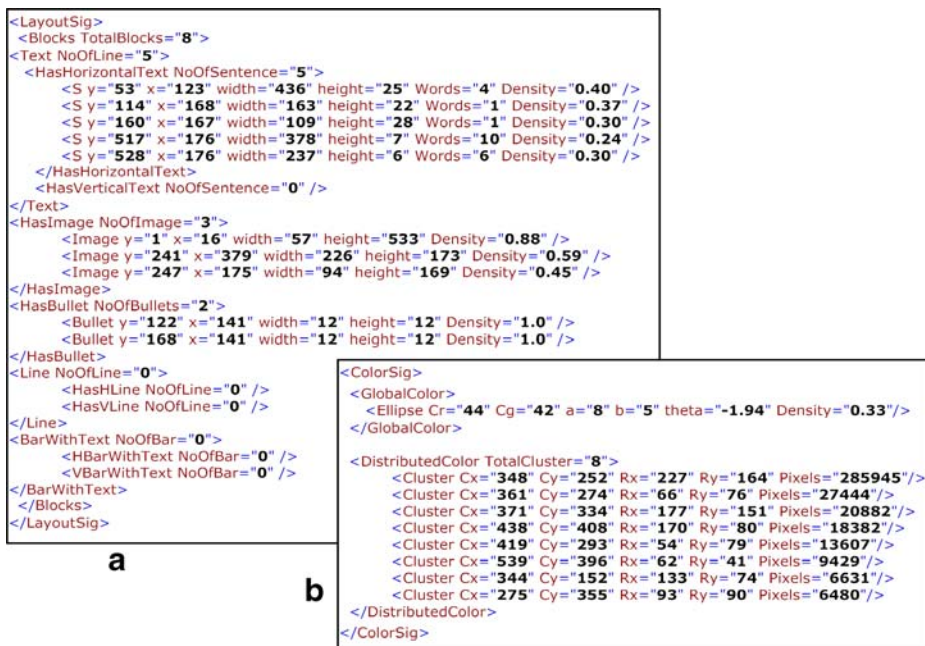 <LayoutSig>
<Blocks TotalBlocks="8">
<Text NoOfLine="5">
<HasHorizontalText NoOfSentence="5">
<S y="53" x="123" width="436" height="25" Words="4" Density="0.40" />
<S y="114" x="168" width="163" height="22" Words="1" Density="0.37" />
<S y="160" x="167" width="109" height="28" Words="1" Density="0.30" />
<S y="517" x="176" width="378" height="7" Words="10" Density="0.24" />
<S y="528" x="176" width="237" height="6" Words="6" Density="0.30" />
</HasHorizontalText>
<HasVerticalText NoOfSentence="0" />
</Text>
<HasImage NoOfImage="3">
<Image y="1" x="16" width="57" height="533" Density="0.88" />
<Image y="241" x="379" width="226" height="173" Density="0.59" />
<Image y="247" x="175" width="94" height="169" Density="0.45" />
</HasImage>
<HasBullet NoOfBullets="2">
<Bullet y="122" x="141" width="12" height="12" Density="1.0" />
<Bullet y="168" x="141" width="12" height="12" Density="1.0" />
</HasBullet>
<Line NoOfLine="0">
<HasHLine NoOfLine="0" />
<HasVLine NoOfLine="0" />
</Line>
<BarWithText NoOfBar="0">
<HBarWithText NoOfBar="0" />
<VBarWithText NoOfBar="0" />
</BarWithText>
</Blocks>
</LayoutSig>
a
<ColorSig>
<GlobalColor>
<Ellipse Cr="44" Cg="42" a="8" b="5" theta="-1.94" Density="0.33"/>
</GlobalColor>
<DistributedColor TotalCluster="8">
<Cluster Cx="348" Cy="252" Rx="227" Ry="164" Pixels="285945"/>
<Cluster Cx="361" Cy="274" Rx="66" Ry="76" Pixels="27444"/>
<Cluster Cx="371" Cy="334" Rx="177" Ry="151" Pixels="20882"/>
<Cluster Cx="438" Cy="408" Rx="170" Ry="80" Pixels="18382"/>
<Cluster Cx="419" Cy="293" Rx="54" Ry="79" Pixels="13607"/>
<Cluster Cx="539" Cy="396" Rx="62" Ry="41" Pixels="9429"/>
<Cluster Cx="344" Cy="152" Rx="133" Ry="74" Pixels="6631"/>
<Cluster Cx="275" Cy="355" Rx="93" Ry="90" Pixels="6480"/>
</DistributedColor>
</ColorSig>
b